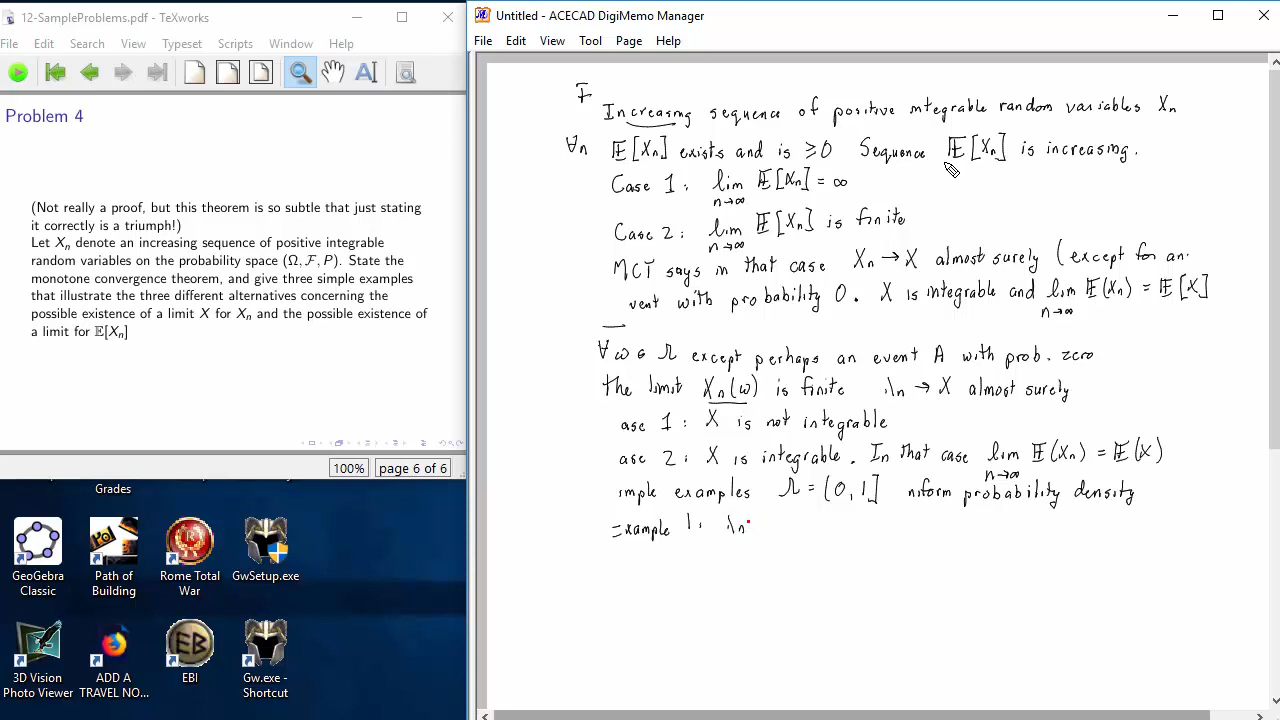 12-SampleProblems.pdf - TeXworks
File Edit Search View Typeset Scripts Window Help
Problem 4
(Not really a proof, but this theorem is so subtle that just stating
it correctly is a triumph!)
Let Xn denote an increasing sequence of positive integrable
random variables on the probability space (Ω, F, P). State the
monotone convergence theorem, and give three simple examples
that illustrate the three different alternatives concerning the
possible existence of a limit X for Xn and the possible existence of
a limit for 𝔼[Xn]
100% page 6 of 6
Grades
GeoGebra Classic
Path of Building
Rome Total War
GwSetup.exe
3D Vision Photo Viewer
ADD A TRAVEL NO...
EBI
Gw.exe - Shortcut
Untitled - ACECAD DigiMemo Manager
File Edit View Tool Page Help
Increasing sequence of positive integrable random variables Xn
∀n 𝔼[Xn] exists and is ≥0 Sequence 𝔼[Xn] is increasing.
Case 1: lim n→∞ 𝔼[Xn] = ∞
Case 2: lim n→∞ 𝔼[Xn] is finite
MCT says in that case Xn → X almost surely (except for an
vent with probability 0. X is integrable and lim n→∞ 𝔼(Xn) = 𝔼[X]
∀ω∈Ω except perhaps an event A with prob. zero
the limit Xn(ω) is finite \n → X almost surely
ase 1: X is not integrable
ase 2: X is integrable. In that case lim n→∞ 𝔼(Xn) = 𝔼(X)
imple examples Ω = (0,1] niform probability density
Example 1: \n